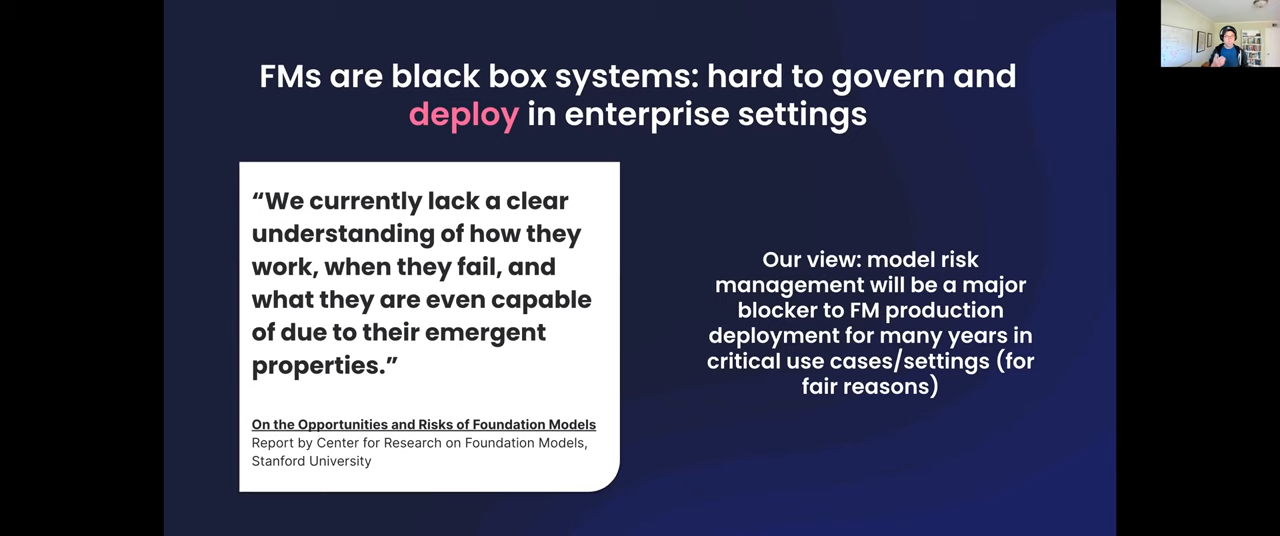 FMs are black box systems: hard to govern and
deploy in enterprise settings
“We currently lack a clear
understanding of how they
work, when they fail, and
what they are even capable
of due to their emergent
properties.”
On the Opportunities and Risks of Foundation Models
Report by Center for Research on Foundation Models,
Stanford University
Our view: model risk
management will be a major
blocker to FM production
deployment for many years in
critical use cases/settings (for
fair reasons)